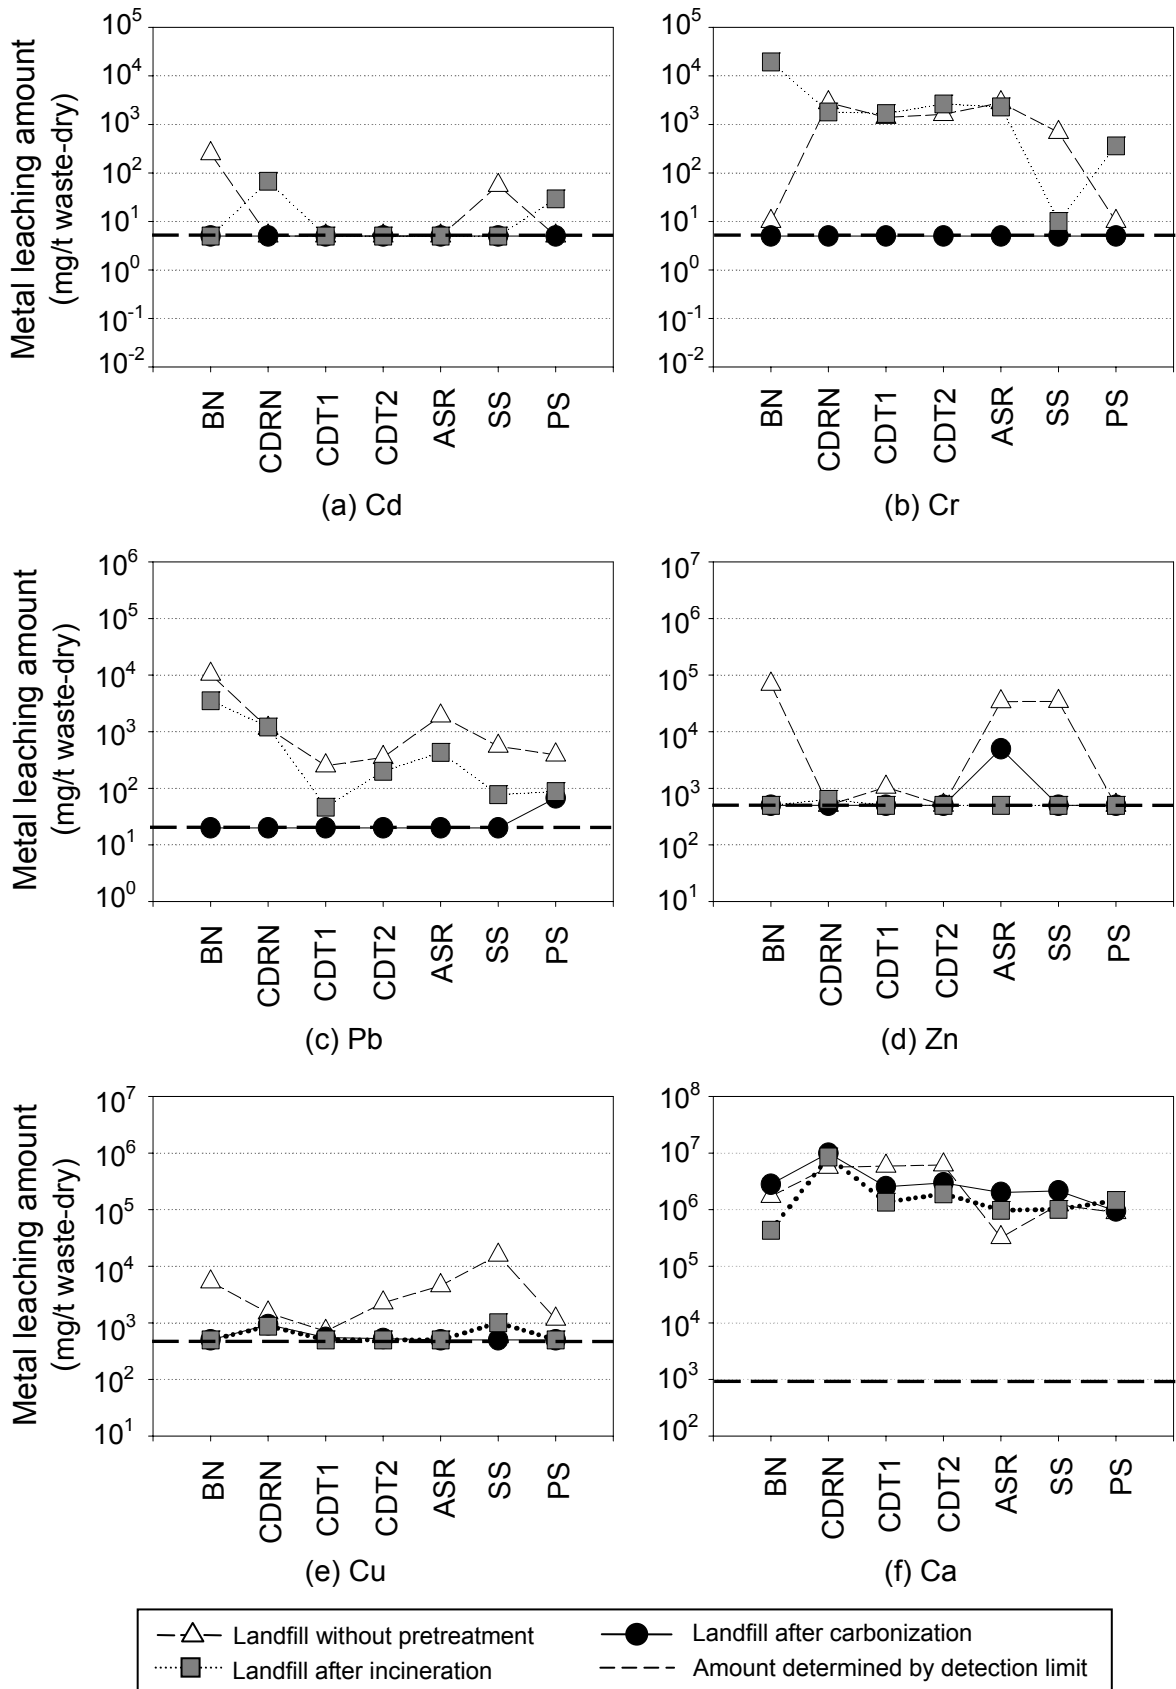 Metal leaching amount
(mg/t waste-dry)
10^5
10^4
10^3
10^2
10^1
10^0
10^-1
10^-2
BN
CDRN
CDT1
CDT2
ASR
SS
PS
(a) Cd
10^5
10^4
10^3
10^2
10^1
10^0
10^-1
10^-2
BN
CDRN
CDT1
CDT2
ASR
SS
PS
(b) Cr
Metal leaching amount
(mg/t waste-dry)
10^6
10^5
10^4
10^3
10^2
10^1
10^0
BN
CDRN
CDT1
CDT2
ASR
SS
PS
(c) Pb
10^7
10^6
10^5
10^4
10^3
10^2
10^1
BN
CDRN
CDT1
CDT2
ASR
SS
PS
(d) Zn
Metal leaching amount
(mg/t waste-dry)
10^7
10^6
10^5
10^4
10^3
10^2
10^1
BN
CDRN
CDT1
CDT2
ASR
SS
PS
(e) Cu
10^8
10^7
10^6
10^5
10^4
10^3
10^2
BN
CDRN
CDT1
CDT2
ASR
SS
PS
(f) Ca
Landfill without pretreatment
Landfill after carbonization
Landfill after incineration
Amount determined by detection limit